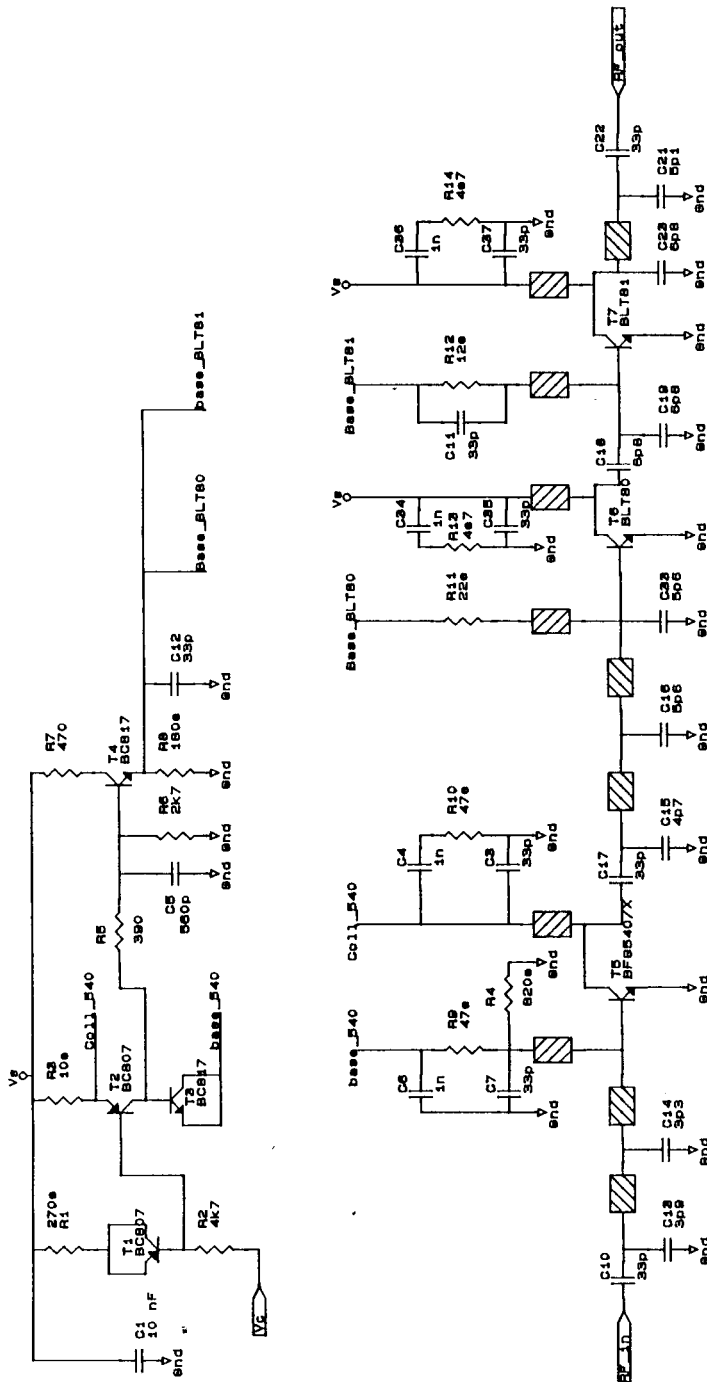 Vs
C1
10 nF
gnd
270e
R1
T1
BC807
R2
4k7
Vc
R3
10e
Coll_540
T2
BC807
T3
BC817
base_540
R5
390
C5
560p
gnd
R6
2k7
gnd
R7
470
T4
BC817
R8
180e
gnd
C12
33p
gnd
Base_BLT80
base_BLT81
RF_in
C10
33p
C13
3p9
gnd
C14
3p3
gnd
base_540
C6
1n
R9
47e
C7
33p
gnd
R4
820e
gnd
T5
BFG540/X
gnd
Coll_540
C4
1n
R10
47e
C3
33p
gnd
C17
33p
C15
4p7
gnd
C16
5p6
gnd
Base_BLT80
R11
22e
C38
5p6
gnd
Vs
C34
1n
R13
4e7
C35
33p
gnd
T6
BLT80
gnd
C18
6p8
C19
6p8
gnd
Base_BLT81
R12
12e
C11
33p
Vs
C36
1n
R14
4e7
C37
33p
gnd
T7
BLT81
gnd
C23
6p8
gnd
C21
5p1
gnd
C22
33p
RF_out